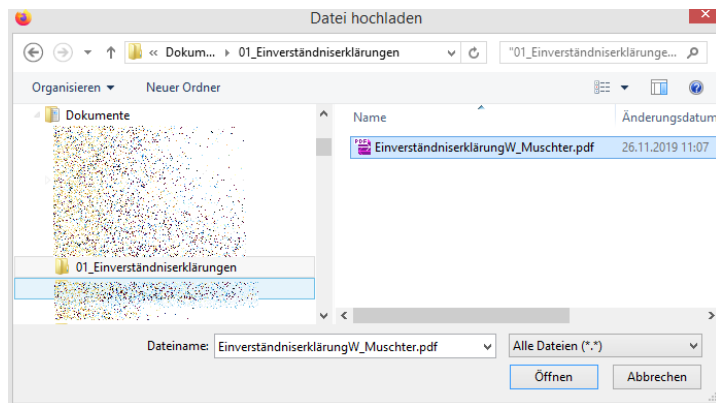 Datei hochladen
« Dokum... 01_Einverständniserklärungen
"01_Einverständniserklärunge...
Organisieren
Neuer Ordner
Dokumente
01_Einverständniserklärungen
Name
Änderungsdatum
PDF
EinverständniserklärungW_Muschter.pdf
26.11.2019 11:07
Dateiname:
EinverständniserklärungW_Muschter.pdf
Alle Dateien (*.*)
Öffnen
Abbrechen